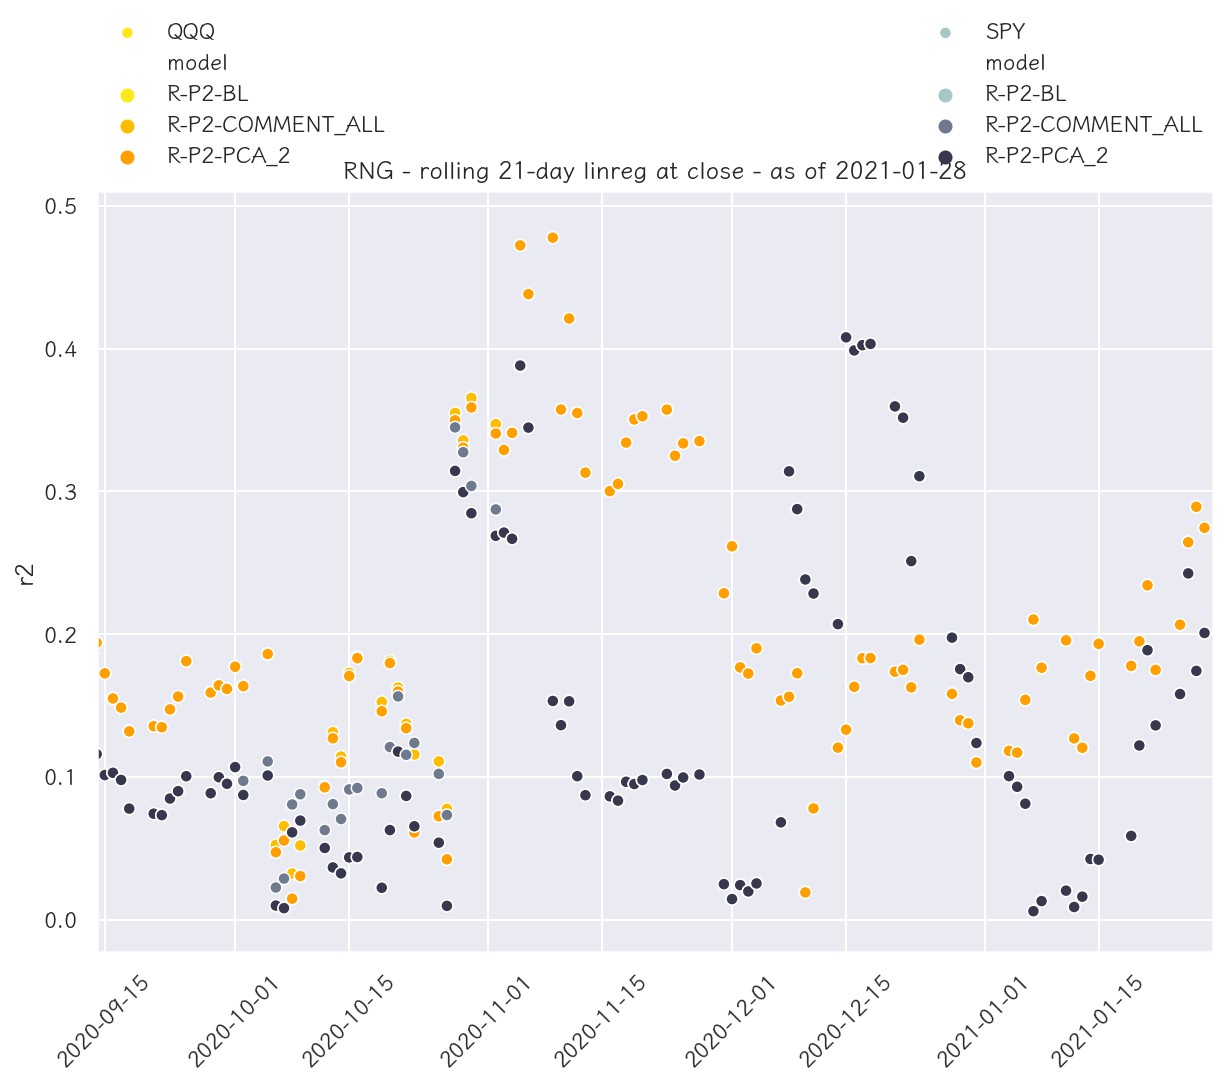 QQQ
model
R-P2-BL
R-P2-COMMENT_ALL
R-P2-PCA_2
SPY
model
R-P2-BL
R-P2-COMMENT_ALL
R-P2-PCA_2
RNG - rolling 21-day linreg at close - as of 2021-01-28
0.5
0.4
0.3
0.2
0.1
0.0
r2
2020-09-15
2020-10-01
2020-10-15
2020-11-01
2020-11-15
2020-12-01
2020-12-15
2021-01-01
2021-01-15